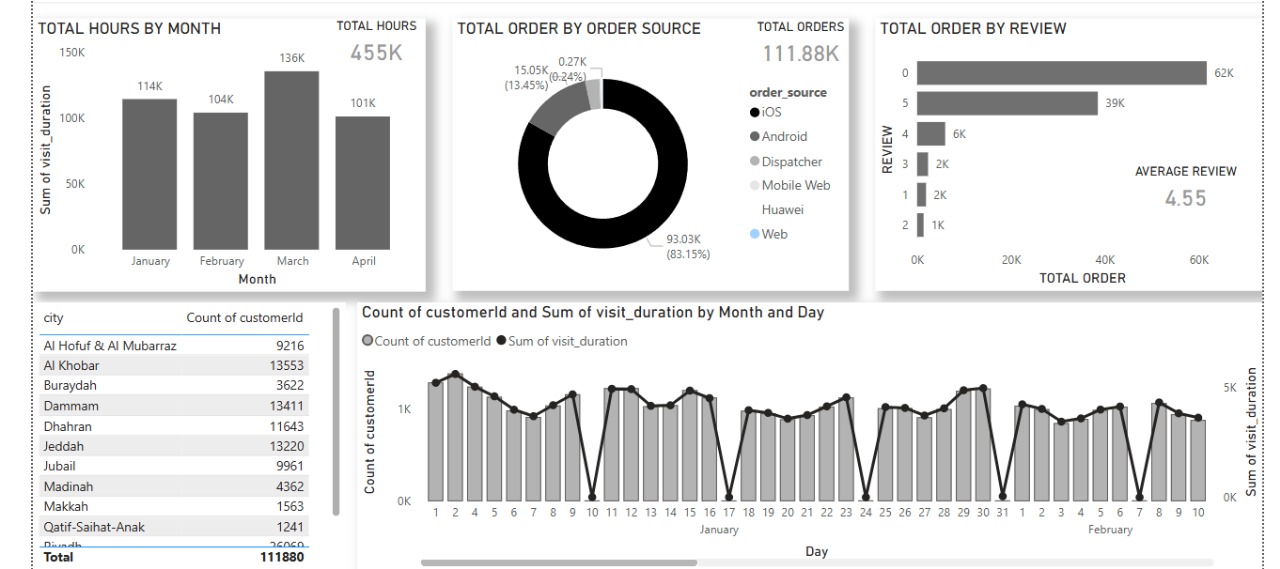 TOTAL HOURS BY MONTH
TOTAL HOURS
455K
150K
100K
50K
0K
Sum of visit_duration
114K
104K
136K
101K
January February March April
Month
TOTAL ORDER BY ORDER SOURCE
TOTAL ORDERS
111.88K
0.27K
(0.24%)
15.05K
(13.45%)
93.03K
(83.15%)
order_source
iOS
Android
Dispatcher
Mobile Web
Huawei
Web
TOTAL ORDER BY REVIEW
REVIEW
0 62K
5 39K
4 6K
3 2K
1 2K
2 1K
AVERAGE REVIEW
4.55
0K 20K 40K 60K
TOTAL ORDER
city Count of customerId
Al Hofuf & Al Mubarraz 9216
Al Khobar 13553
Buraydah 3622
Dammam 13411
Dhahran 11643
Jeddah 13220
Jubail 9961
Madinah 4362
Makkah 1563
Qatif-Saihat-Anak 1241
Riyadh 26069
Total 111880
Count of customerId and Sum of visit_duration by Month and Day
Count of customerId Sum of visit_duration
Count of customerId
1K
0K
5K
0K
Sum of visit_duration
1 2 4 5 6 7 8 9 10 11 12 13 14 15 16 17 18 19 20 21 22 23 24 25 26 27 28 29 30 31 1 2 3 4 5 6 7 8 9 10
January February
Day